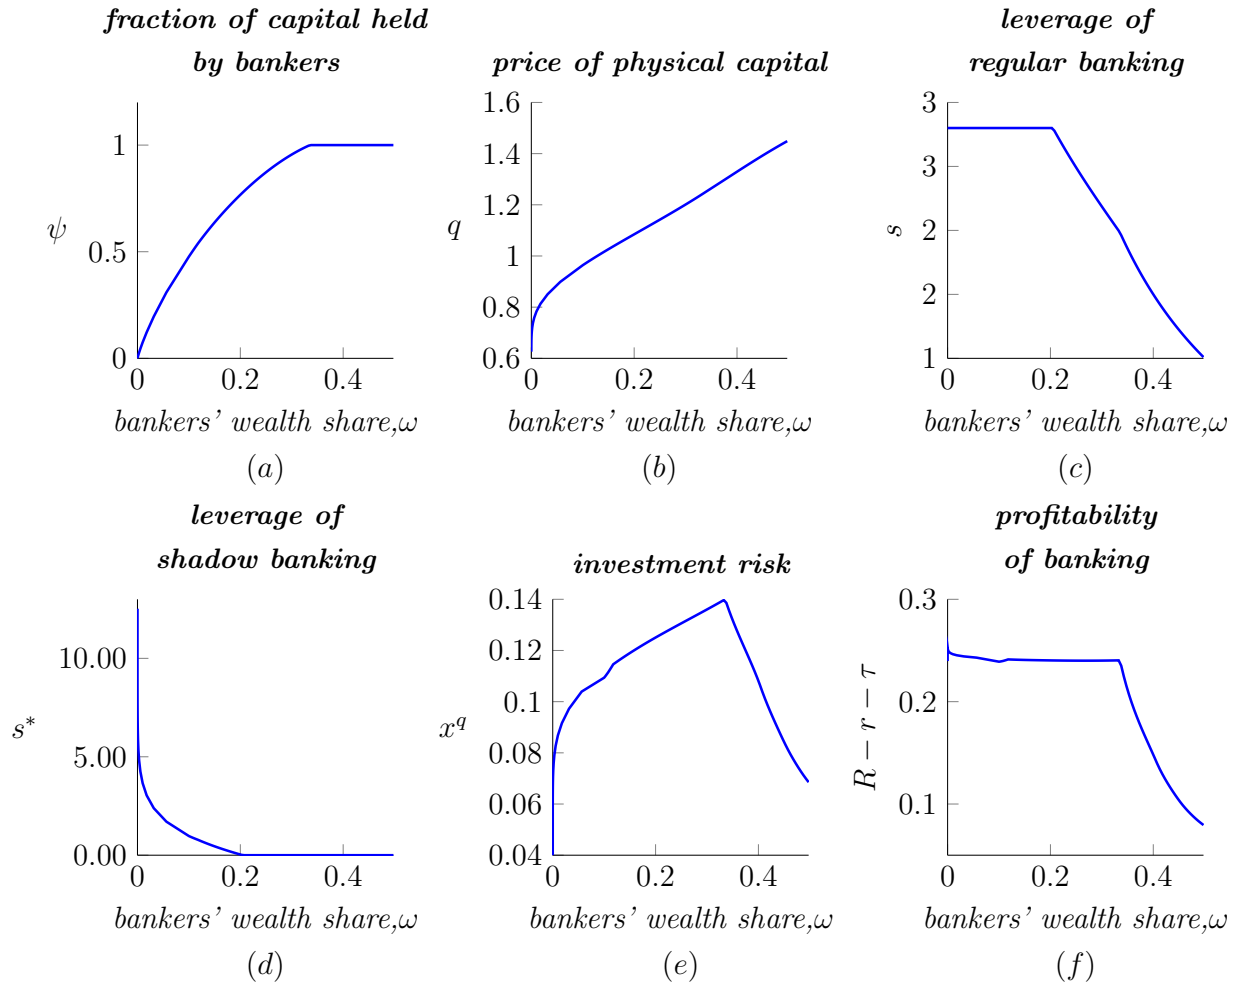 fraction of capital held
by bankers
1
0.5
0
ψ
0
0.2
0.4
bankers' wealth share,ω
(a)
price of physical capital
1.6
1.4
1.2
1
0.8
0.6
q
0
0.2
0.4
bankers' wealth share,ω
(b)
leverage of
regular banking
3
3
2
2
1
s
0
0.2
0.4
bankers' wealth share,ω
(c)
leverage of
shadow banking
10.00
5.00
0.00
s*
0
0.2
0.4
bankers' wealth share,ω
(d)
investment risk
0.14
0.12
0.1
0.08
0.06
0.04
x^q
0
0.2
0.4
bankers' wealth share,ω
(e)
profitability
of banking
0.3
0.2
0.1
R − r − τ
0
0.2
0.4
bankers' wealth share,ω
(f)